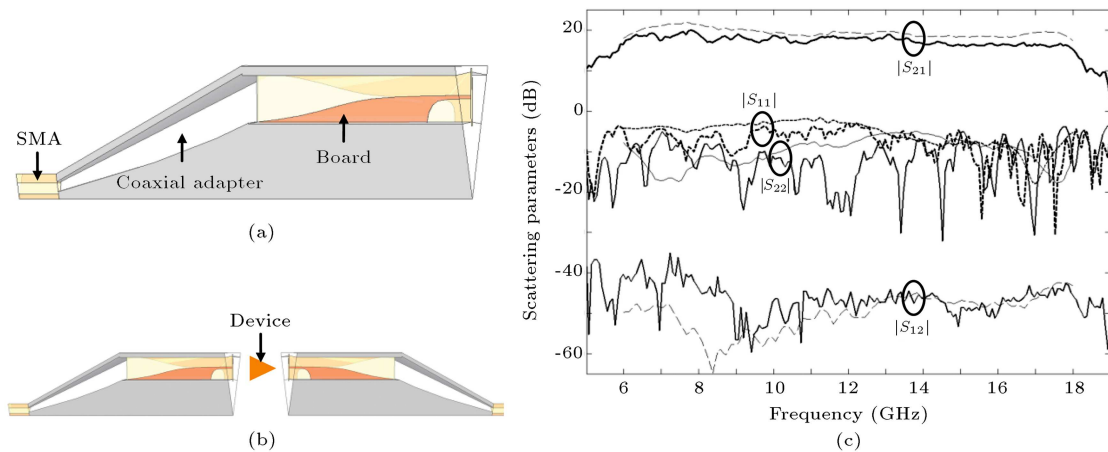 SMA
Coaxial adapter
Board
(a)
Device
(b)
Scattering parameters (dB)
20
0
-20
-40
-60
|S21|
|S11|
|S22|
|S12|
6 8 10 12 14 16 18
Frequency (GHz)
(c)